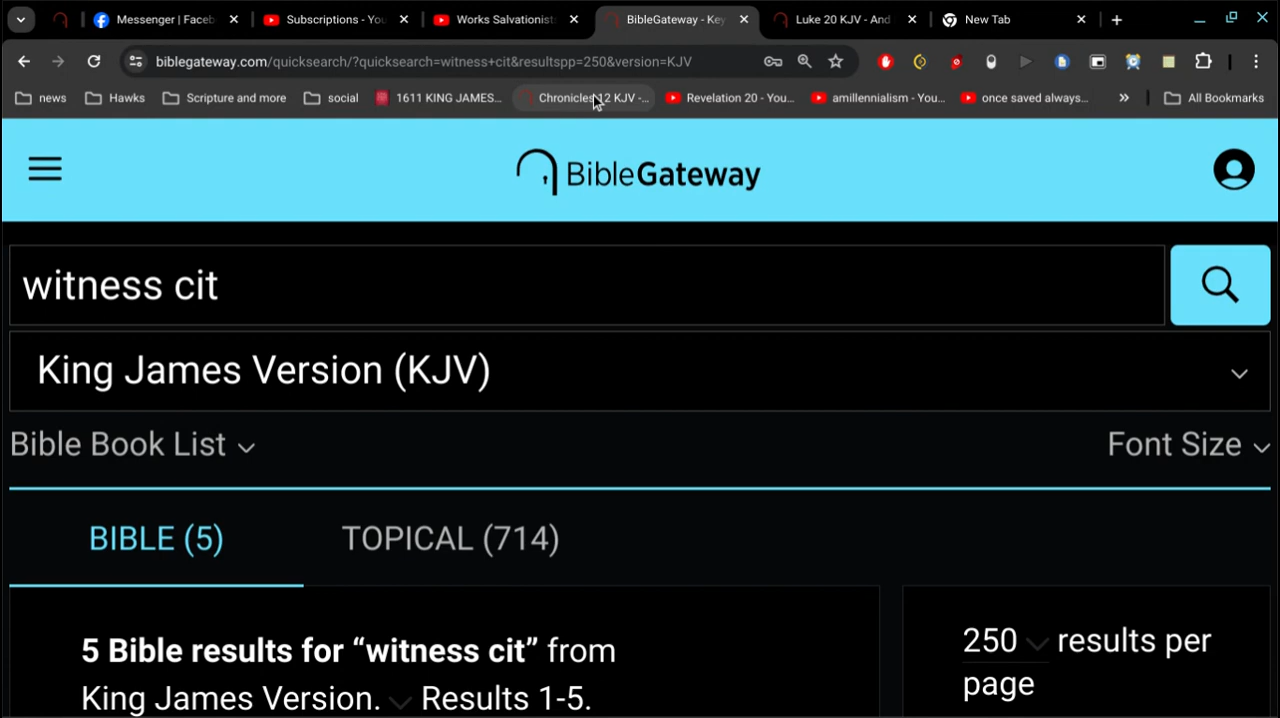 Messenger | Faceb
Subscriptions - You
Works Salvationist
BibleGateway - Key
Luke 20 KJV - And
New Tab
biblegateway.com/quicksearch/?quicksearch=witness+cit&resultspp=250&version=KJV
news
Hawks
Scripture and more
social
1611 KING JAMES...
Chronicles 12 KJV -...
Revelation 20 - You...
amillennialism - You...
once saved always...
All Bookmarks
BibleGateway
witness cit
King James Version (KJV)
Bible Book List
Font Size
BIBLE (5)
TOPICAL (714)
5 Bible results for “witness cit” from
King James Version. Results 1-5.
250 results per
page